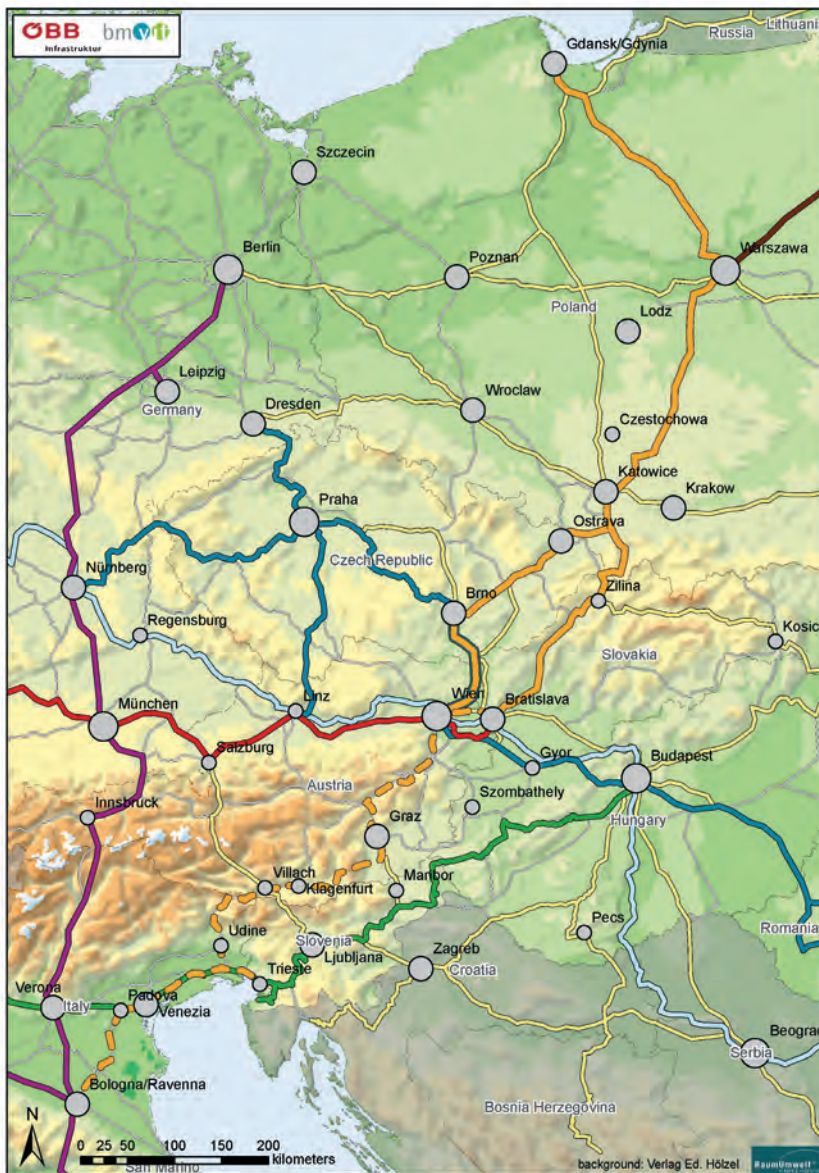 ÖBB
Infrastruktur
bmvit
Lithuania
Russia
Gdansk/Gdynia
Szczecin
Berlin
Poznan
Warszawa
Poland
Lodz
Leipzig
Germany
Dresden
Wroclaw
Czestochowa
Katowice
Krakow
Praha
Ostrava
Czech Republic
Nürnberg
Brno
Zilina
Regensburg
Kosic
Slovakia
München
Linz
Wien
Bratislava
Salzburg
Gyor
Budapest
Austria
Innsbruck
Szombathely
Graz
Hungary
Villach
Klagenfurt
Maribor
Udine
Pecs
Romania
Slovenia
Ljubljana
Zagreb
Croatia
Trieste
Verona
Italy
Padova
Venezia
Beograd
Serbia
Bologna/Ravenna
Bosnia Herzegovina
N
0 25 50 100 150 200
kilometers
San Marino
background: Verlag Ed. Hölzel
RaumUmwelt